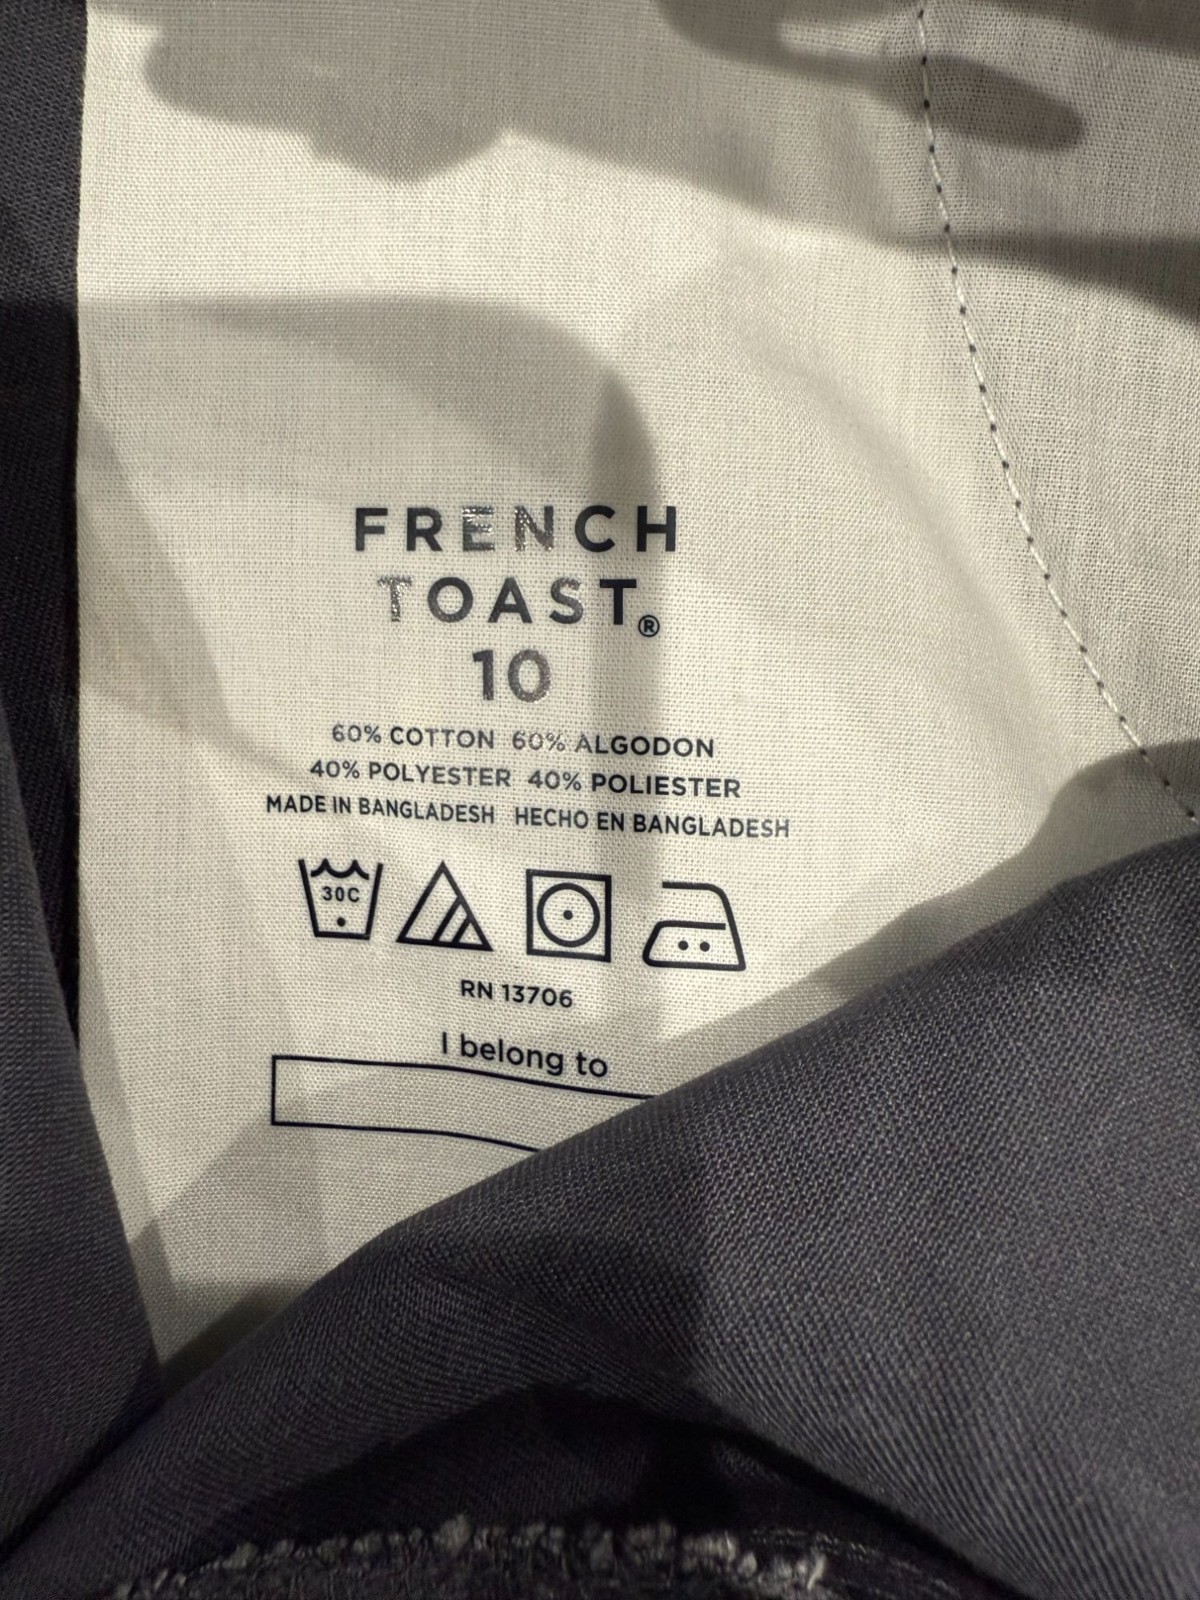 FRENCH
TOAST®
10
60% COTTON 60% ALGODON
40% POLYESTER 40% POLIESTER
MADE IN BANGLADESH HECHO EN BANGLADESH
30C
RN 13706
I belong to